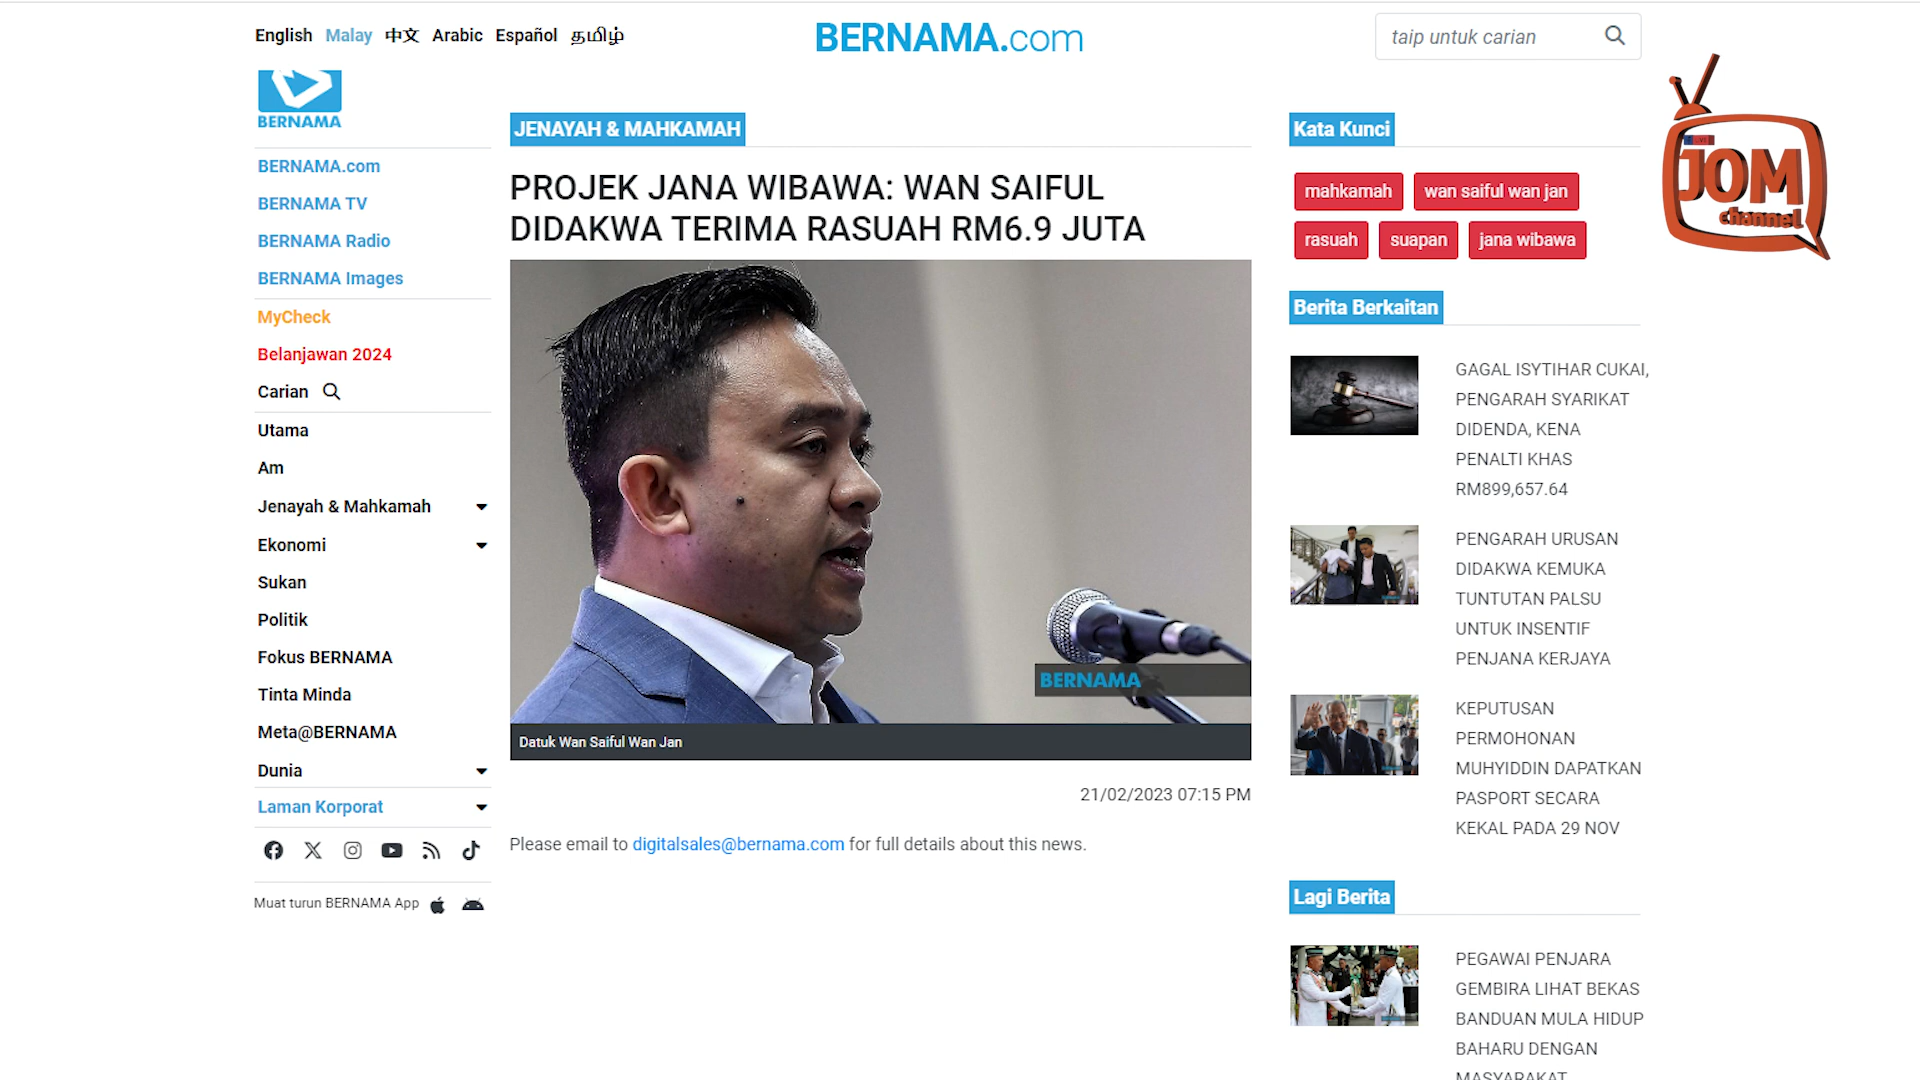 English Malay 中文 Arabic Español தமிழ்
BERNAMA.com
taip untuk carian
BERNAMA
BERNAMA.com
BERNAMA TV
BERNAMA Radio
BERNAMA Images
MyCheck
Belanjawan 2024
Carian
Utama
Am
Jenayah & Mahkamah
Ekonomi
Sukan
Politik
Fokus BERNAMA
Tinta Minda
Meta@BERNAMA
Dunia
Laman Korporat
Muat turun BERNAMA App
JENAYAH & MAHKAMAH
PROJEK JANA WIBAWA: WAN SAIFUL
DIDAKWA TERIMA RASUAH RM6.9 JUTA
BERNAMA
Datuk Wan Saiful Wan Jan
21/02/2023 07:15 PM
Please email to digitalsales@bernama.com for full details about this news.
Kata Kunci
mahkamah wan saiful wan jan
rasuah suapan jana wibawa
Berita Berkaitan
GAGAL ISYTIHAR CUKAI,
PENGARAH SYARIKAT
DIDENDA, KENA
PENALTI KHAS
RM899,657.64
PENGARAH URUSAN
DIDAKWA KEMUKA
TUNTUTAN PALSU
UNTUK INSENTIF
PENJANA KERJAYA
KEPUTUSAN
PERMOHONAN
MUHYIDDIN DAPATKAN
PASPORT SECARA
KEKAL PADA 29 NOV
Lagi Berita
PEGAWAI PENJARA
GEMBIRA LIHAT BEKAS
BANDUAN MULA HIDUP
BAHARU DENGAN
MASYARAKAT
JOM
channel